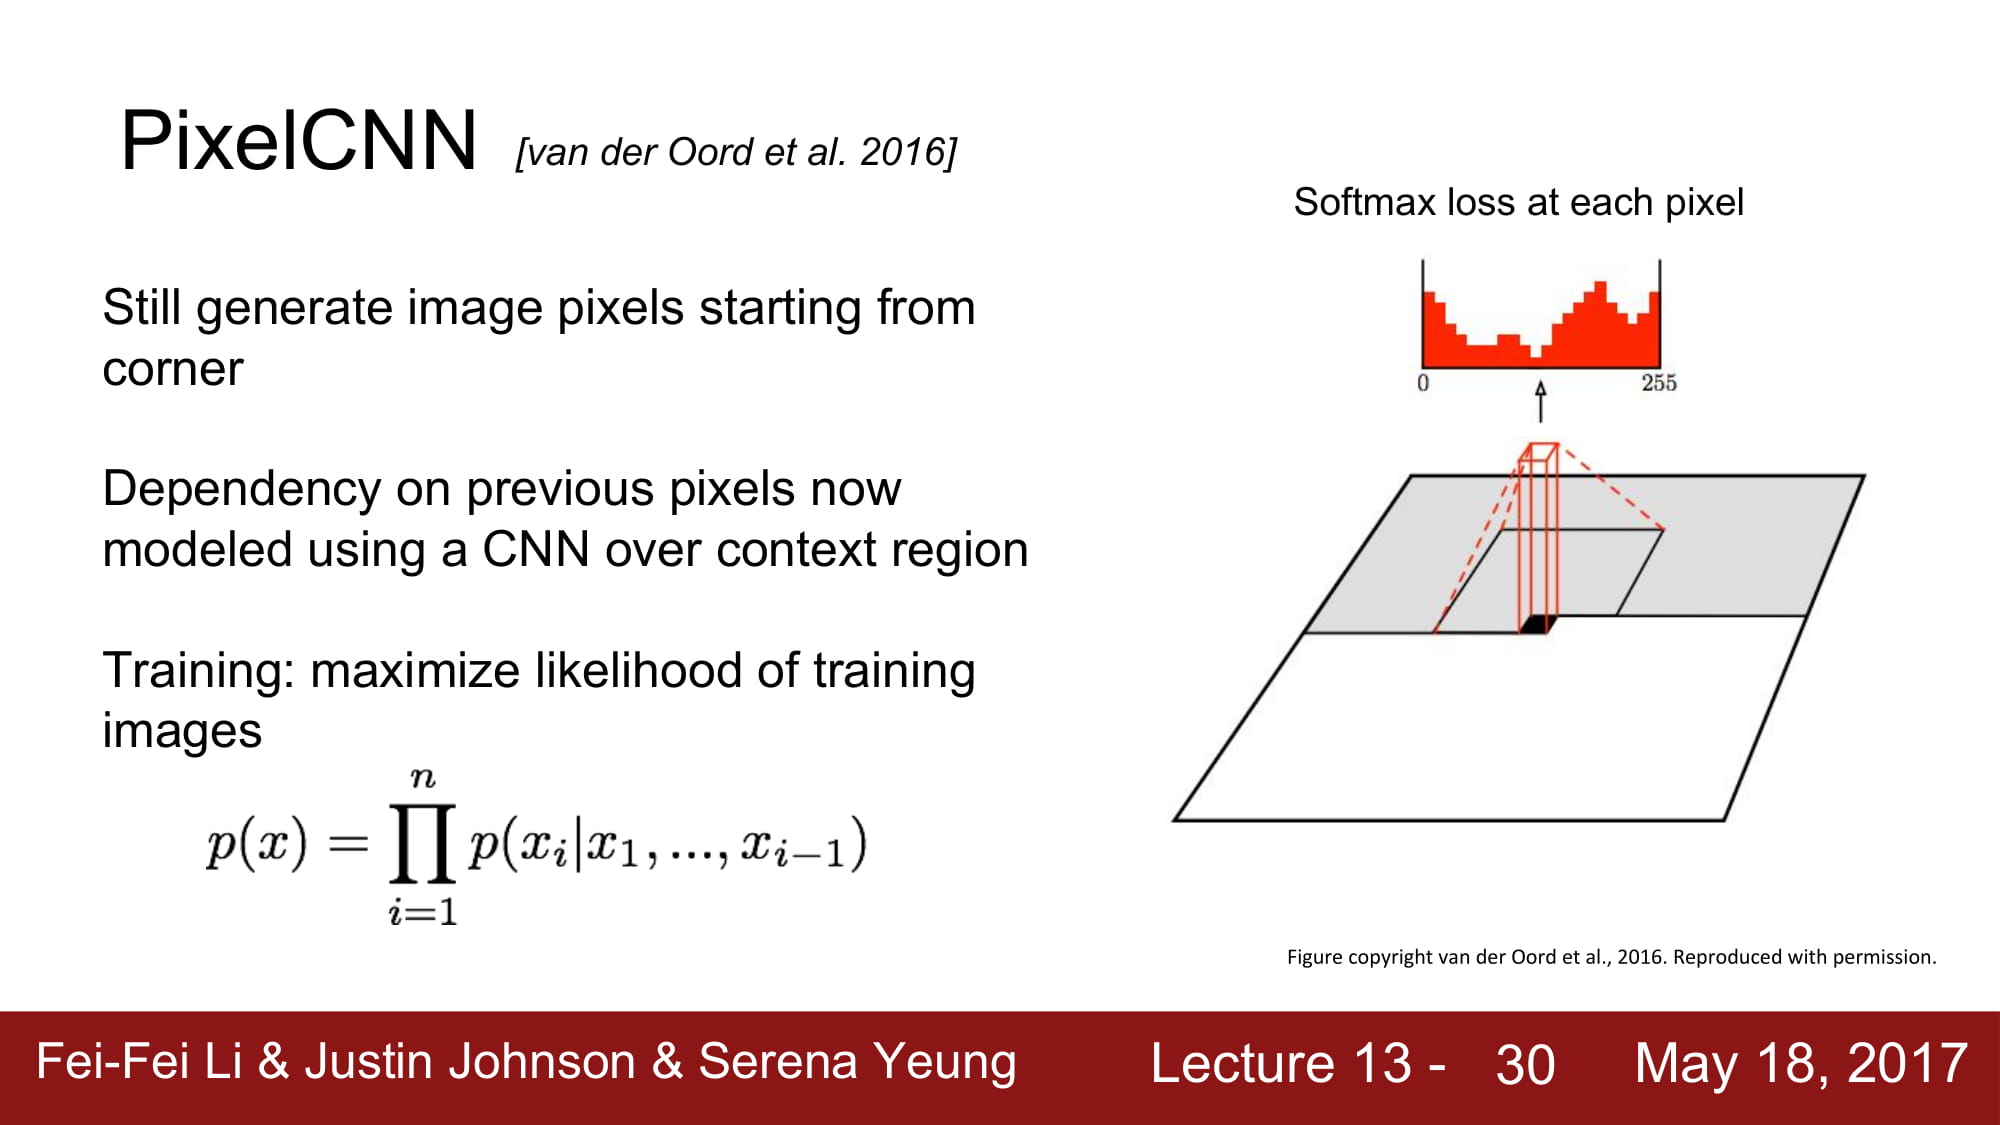 PixelCNN [van der Oord et al. 2016]
Still generate image pixels starting from
corner
Dependency on previous pixels now
modeled using a CNN over context region
Training: maximize likelihood of training
images
p(x) = ∏_{i=1}^{n} p(x_i|x_1, ..., x_{i-1})
Softmax loss at each pixel
0 255
Figure copyright van der Oord et al., 2016. Reproduced with permission.
Fei-Fei Li & Justin Johnson & Serena Yeung Lecture 13 - 30 May 18, 2017